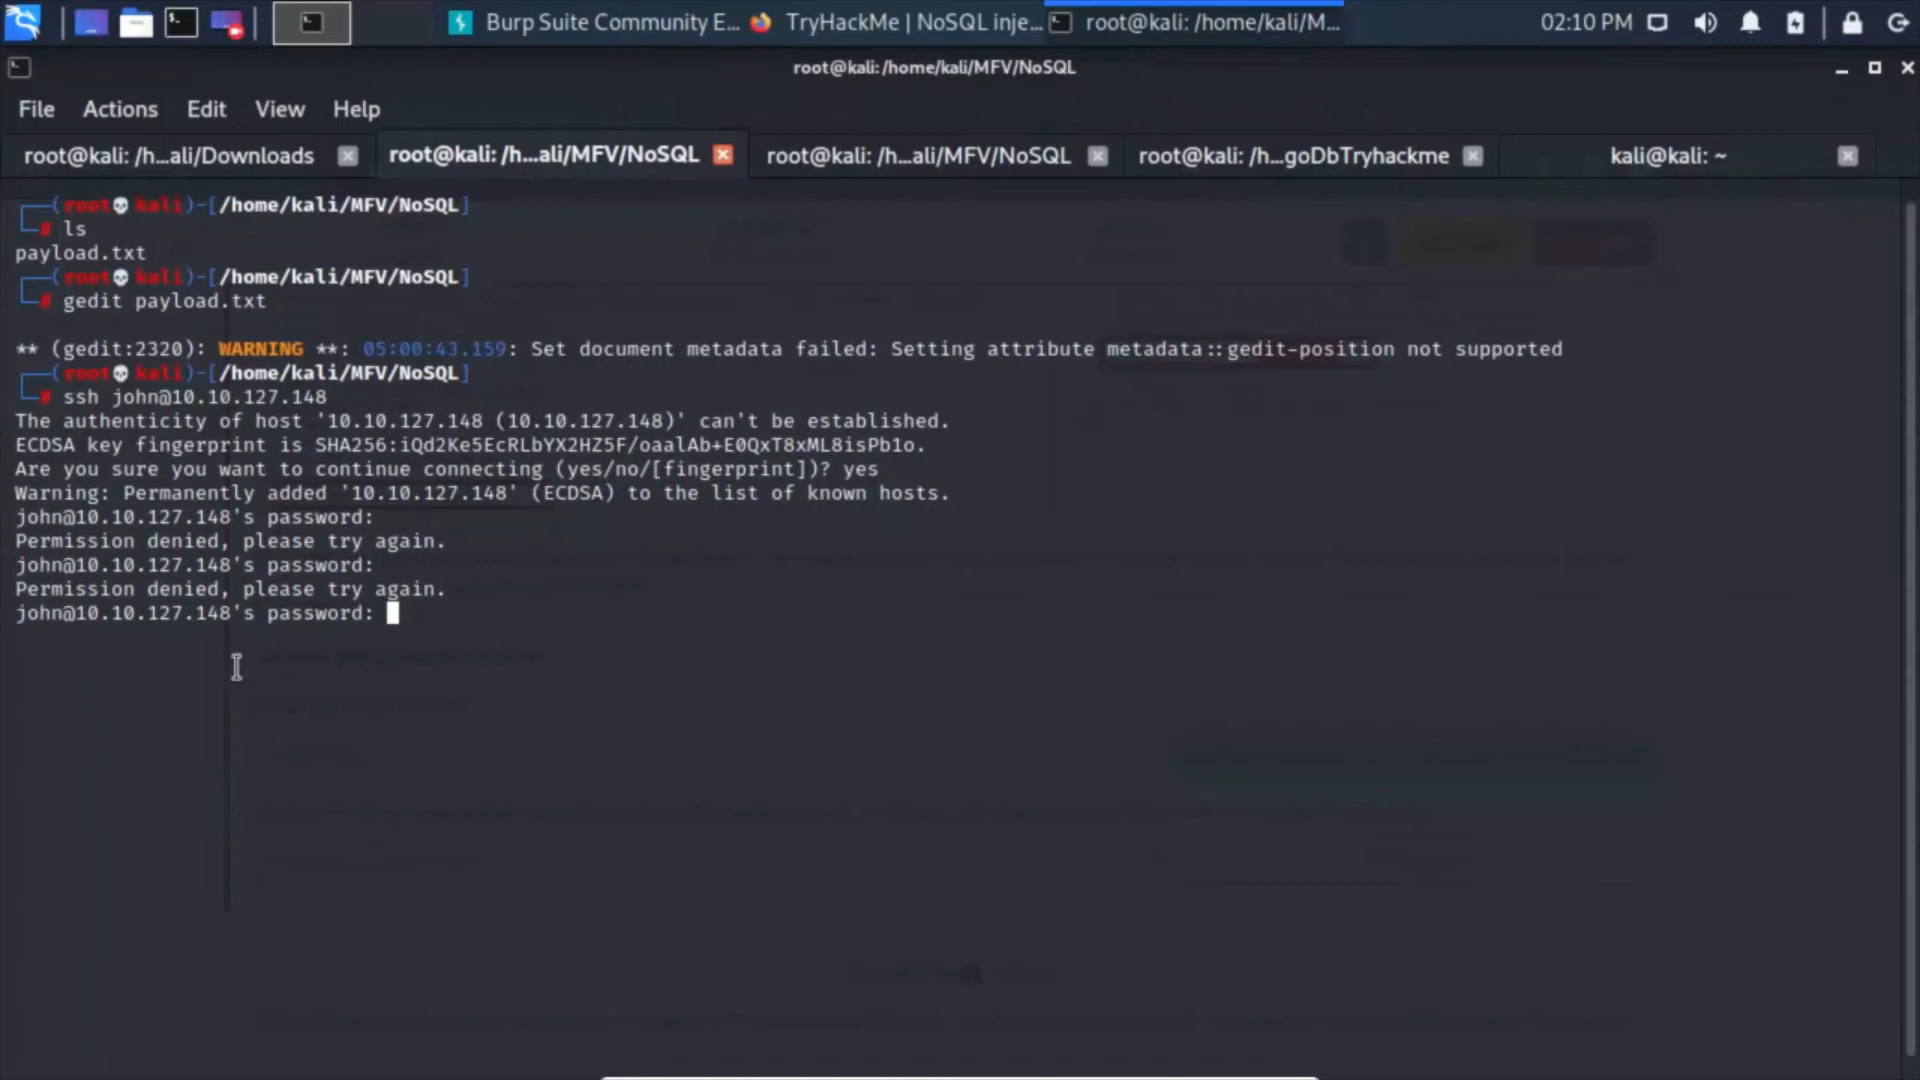 Burp Suite Community E... TryHackMe | NoSQL inje... root@kali: /home/kali/M... 02:10 PM
root@kali: /home/kali/MFV/NoSQL
File Actions Edit View Help
root@kali: /h...ali/Downloads root@kali: /h...ali/MFV/NoSQL root@kali: /h...ali/MFV/NoSQL root@kali: /h...goDbTryhackme kali@kali: ~
(root💀kali)-[/home/kali/MFV/NoSQL]
# ls
payload.txt
(root💀kali)-[/home/kali/MFV/NoSQL]
# gedit payload.txt
** (gedit:2320): WARNING **: 05:00:43.159: Set document metadata failed: Setting attribute metadata::gedit-position not supported
(root💀kali)-[/home/kali/MFV/NoSQL]
# ssh john@10.10.127.148
The authenticity of host '10.10.127.148 (10.10.127.148)' can't be established.
ECDSA key fingerprint is SHA256:iQd2Ke5EcRLbYX2HZ5F/oaalAb+E0QxT8xML8isPb1o.
Are you sure you want to continue connecting (yes/no/[fingerprint])? yes
Warning: Permanently added '10.10.127.148' (ECDSA) to the list of known hosts.
john@10.10.127.148's password:
Permission denied, please try again.
john@10.10.127.148's password:
Permission denied, please try again.
john@10.10.127.148's password: